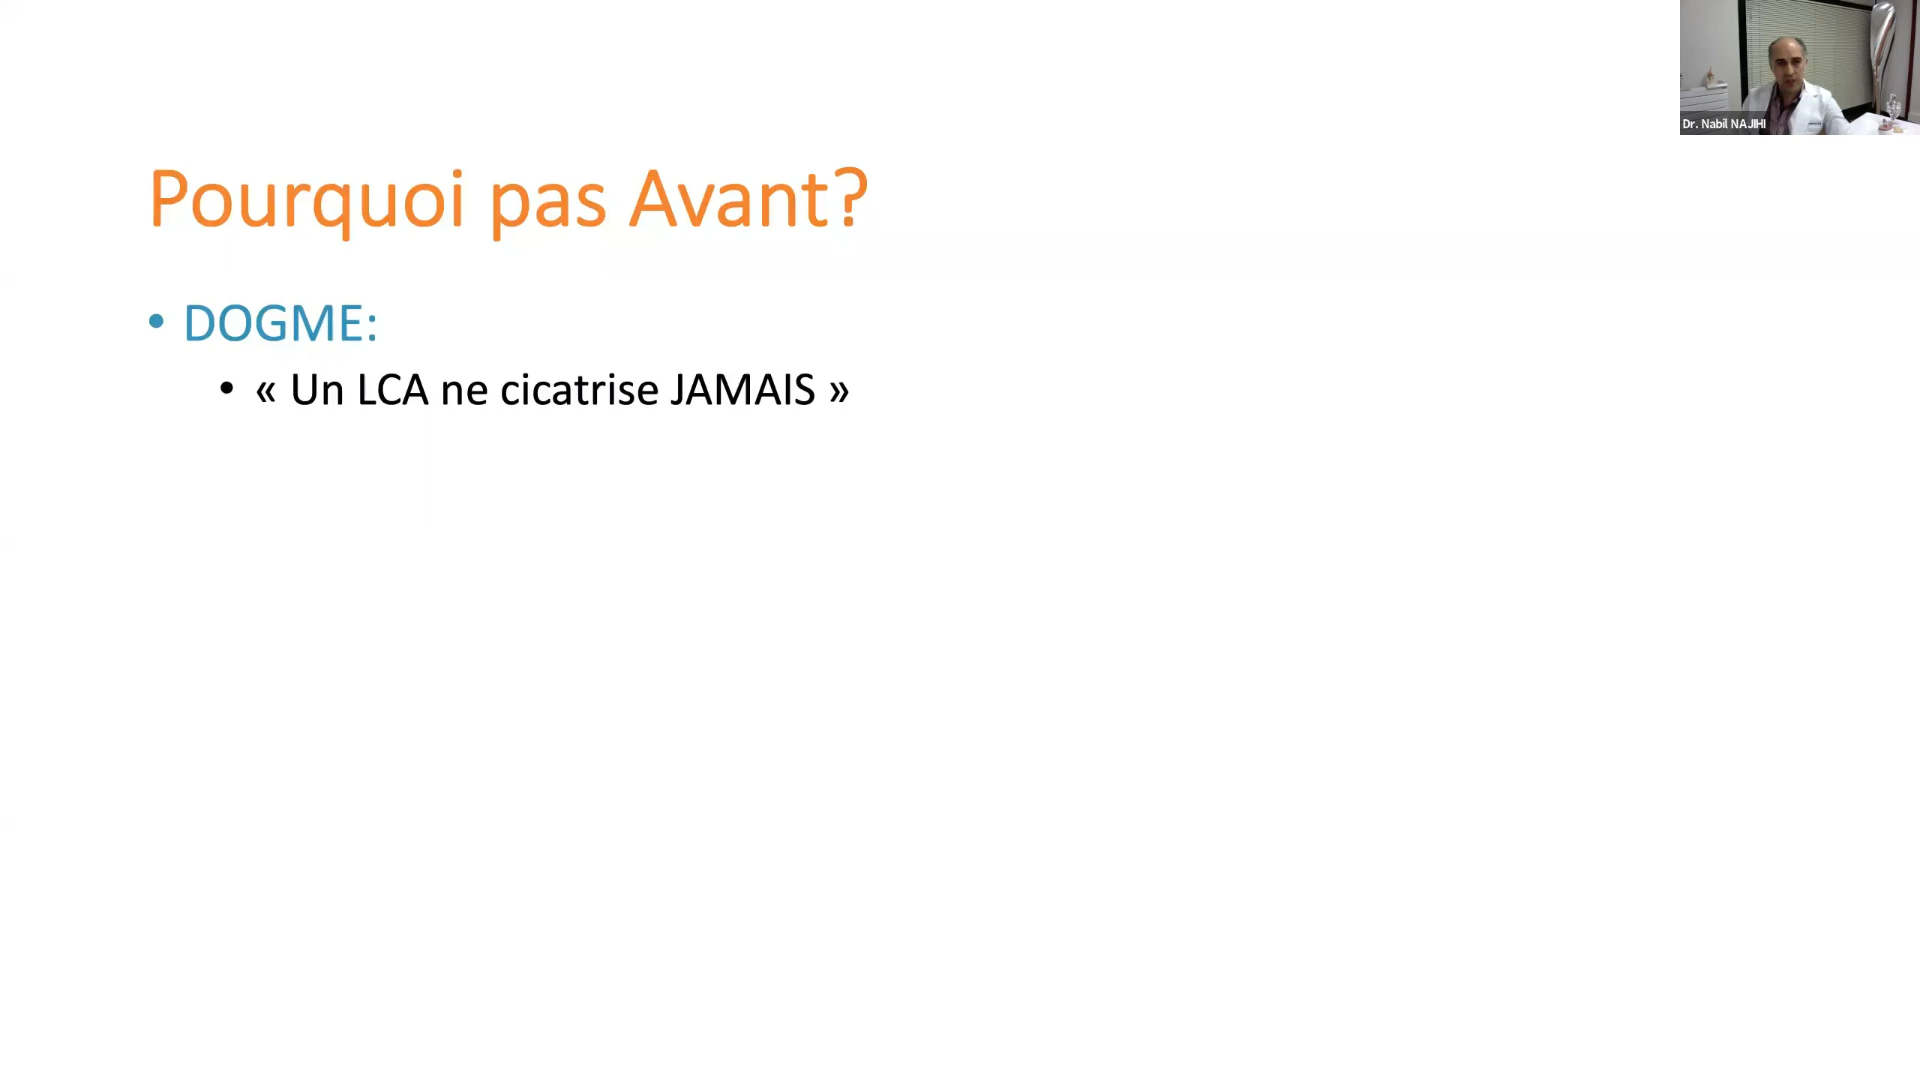 Dr. Nabil NAJIHI
Pourquoi pas Avant?
• DOGME:
• « Un LCA ne cicatrise JAMAIS »